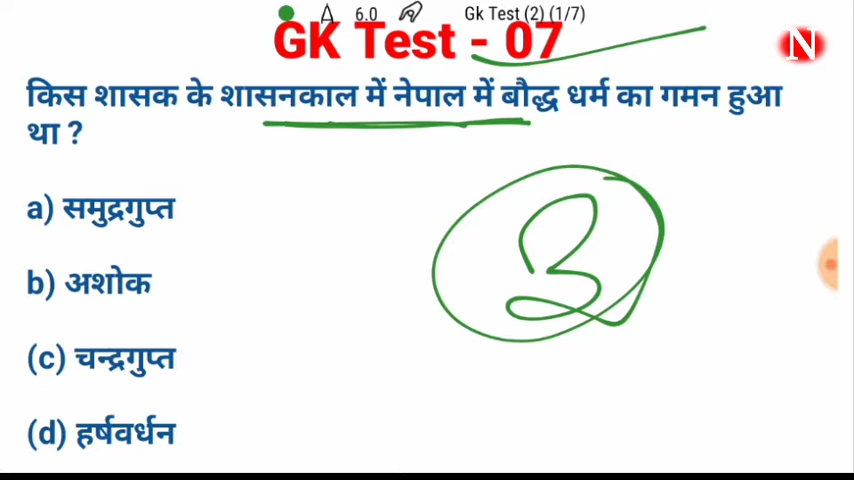 6.0 Gk Test (2) (1/7)
GK Test - 07
N
किस शासक के शासनकाल में नेपाल में बौद्ध धर्म का गमन हुआ
था ?
a) समुद्रगुप्त
3
b) अशोक
(c) चन्द्रगुप्त
(d) हर्षवर्धन